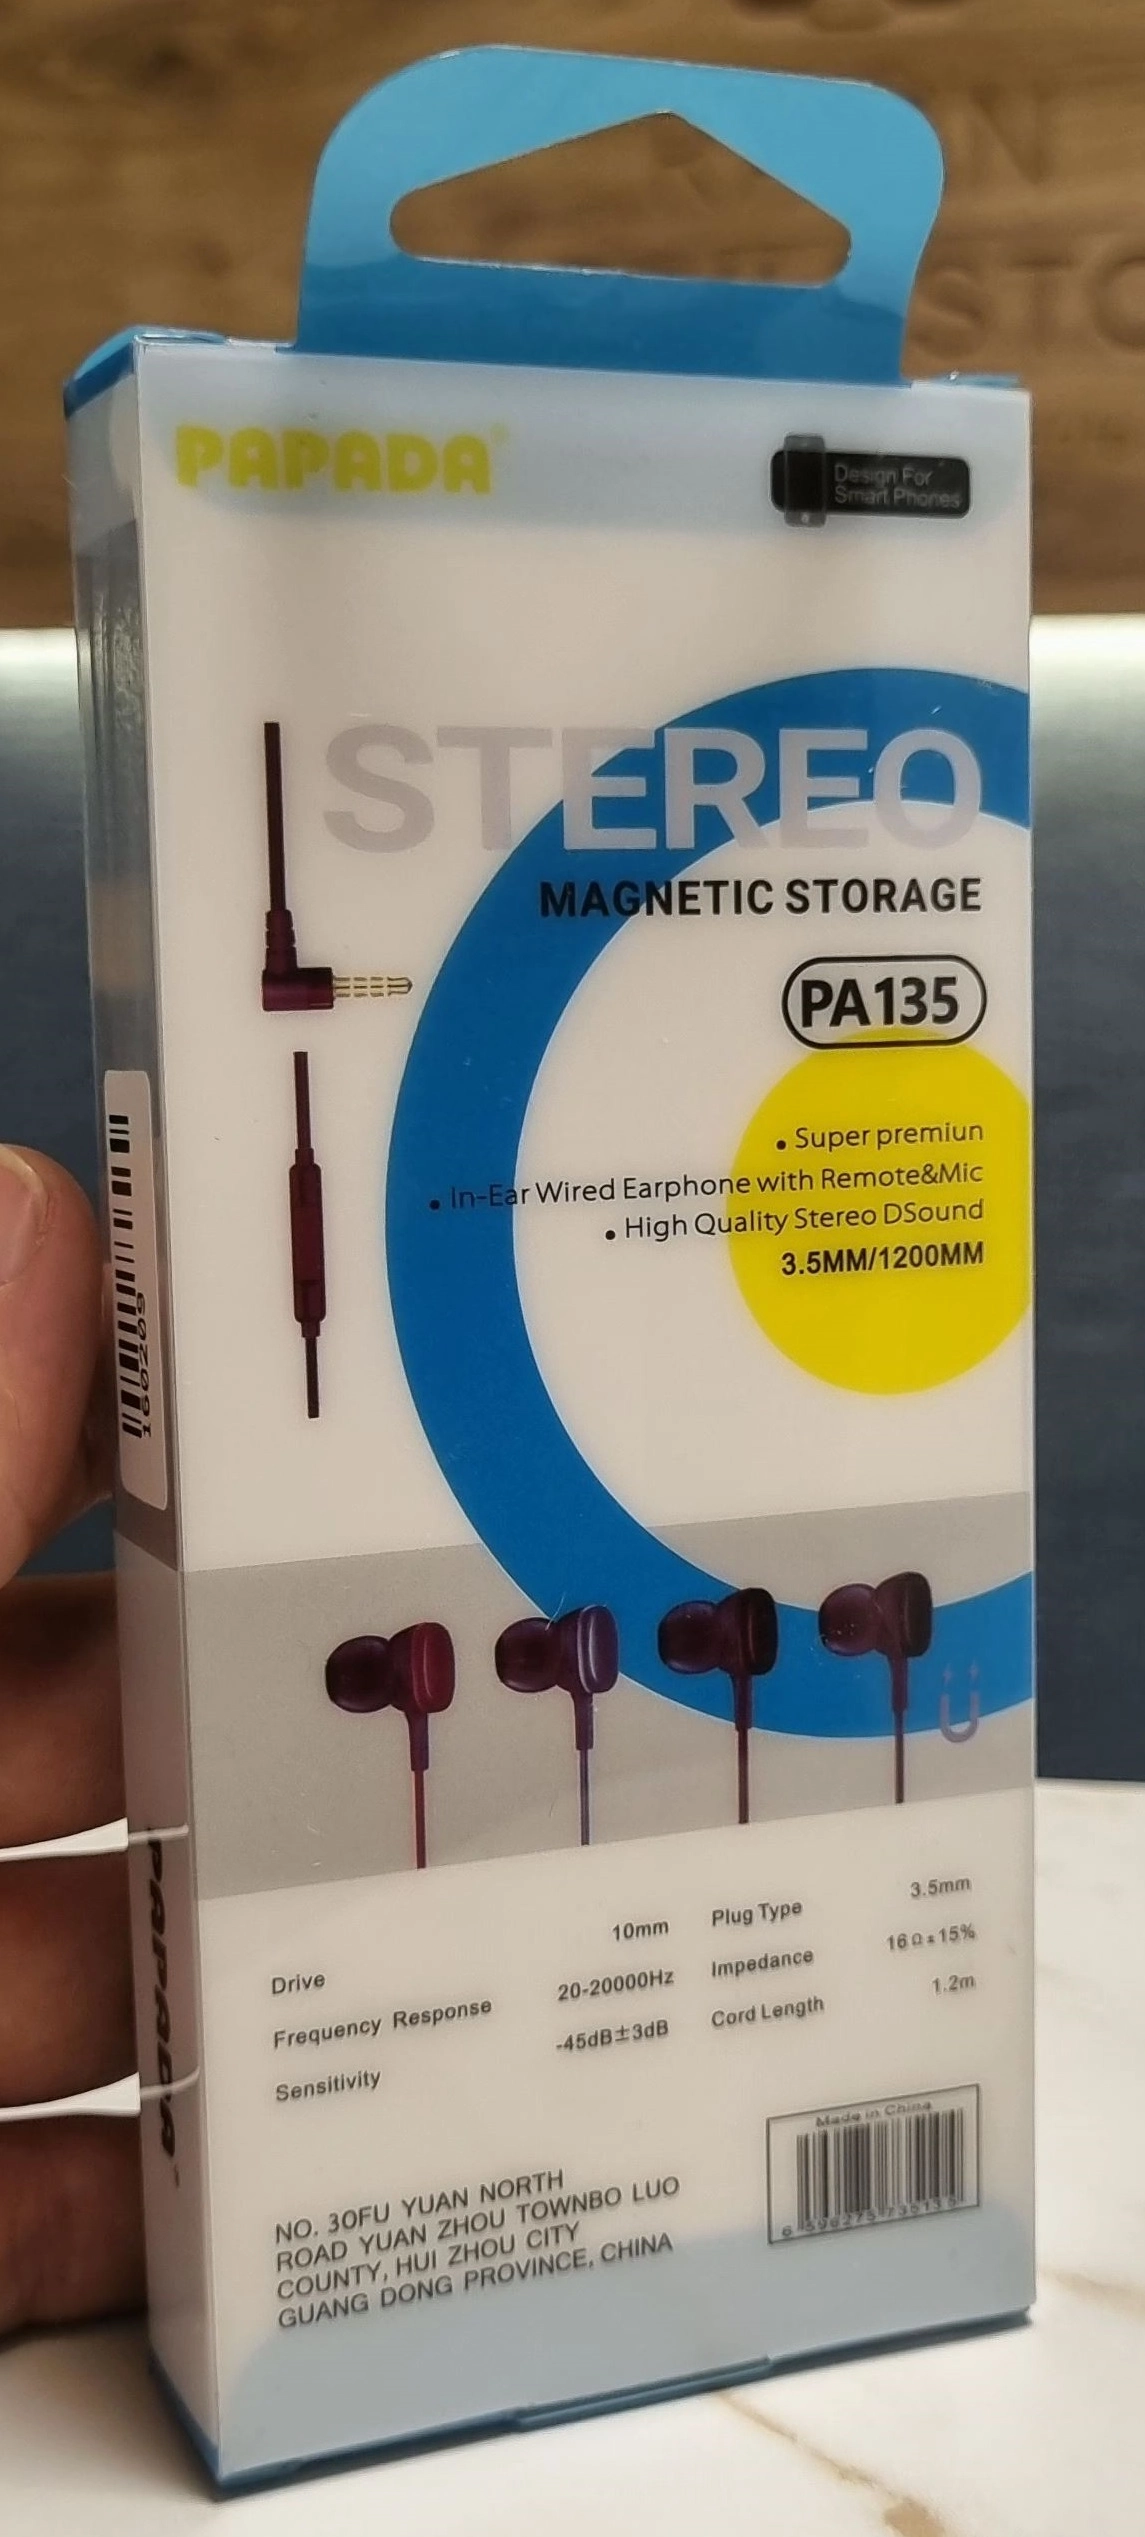 PAPADA
Design For
Smart Phones
STEREO
MAGNETIC STORAGE
PA135
• Super premiun
• In-Ear Wired Earphone with Remote&Mic
• High Quality Stereo DSound
3.5MM/1200MM
190209
Drive 10mm
Frequency Response 20-20000Hz
Sensitivity -45dB±3dB
Plug Type 3.5mm
Impedance 16Ω±15%
Cord Length 1.2m
PAPADA
NO. 30FU YUAN NORTH
ROAD YUAN ZHOU TOWNBO LUO
COUNTY, HUI ZHOU CITY
GUANG DONG PROVINCE, CHINA
Made in China